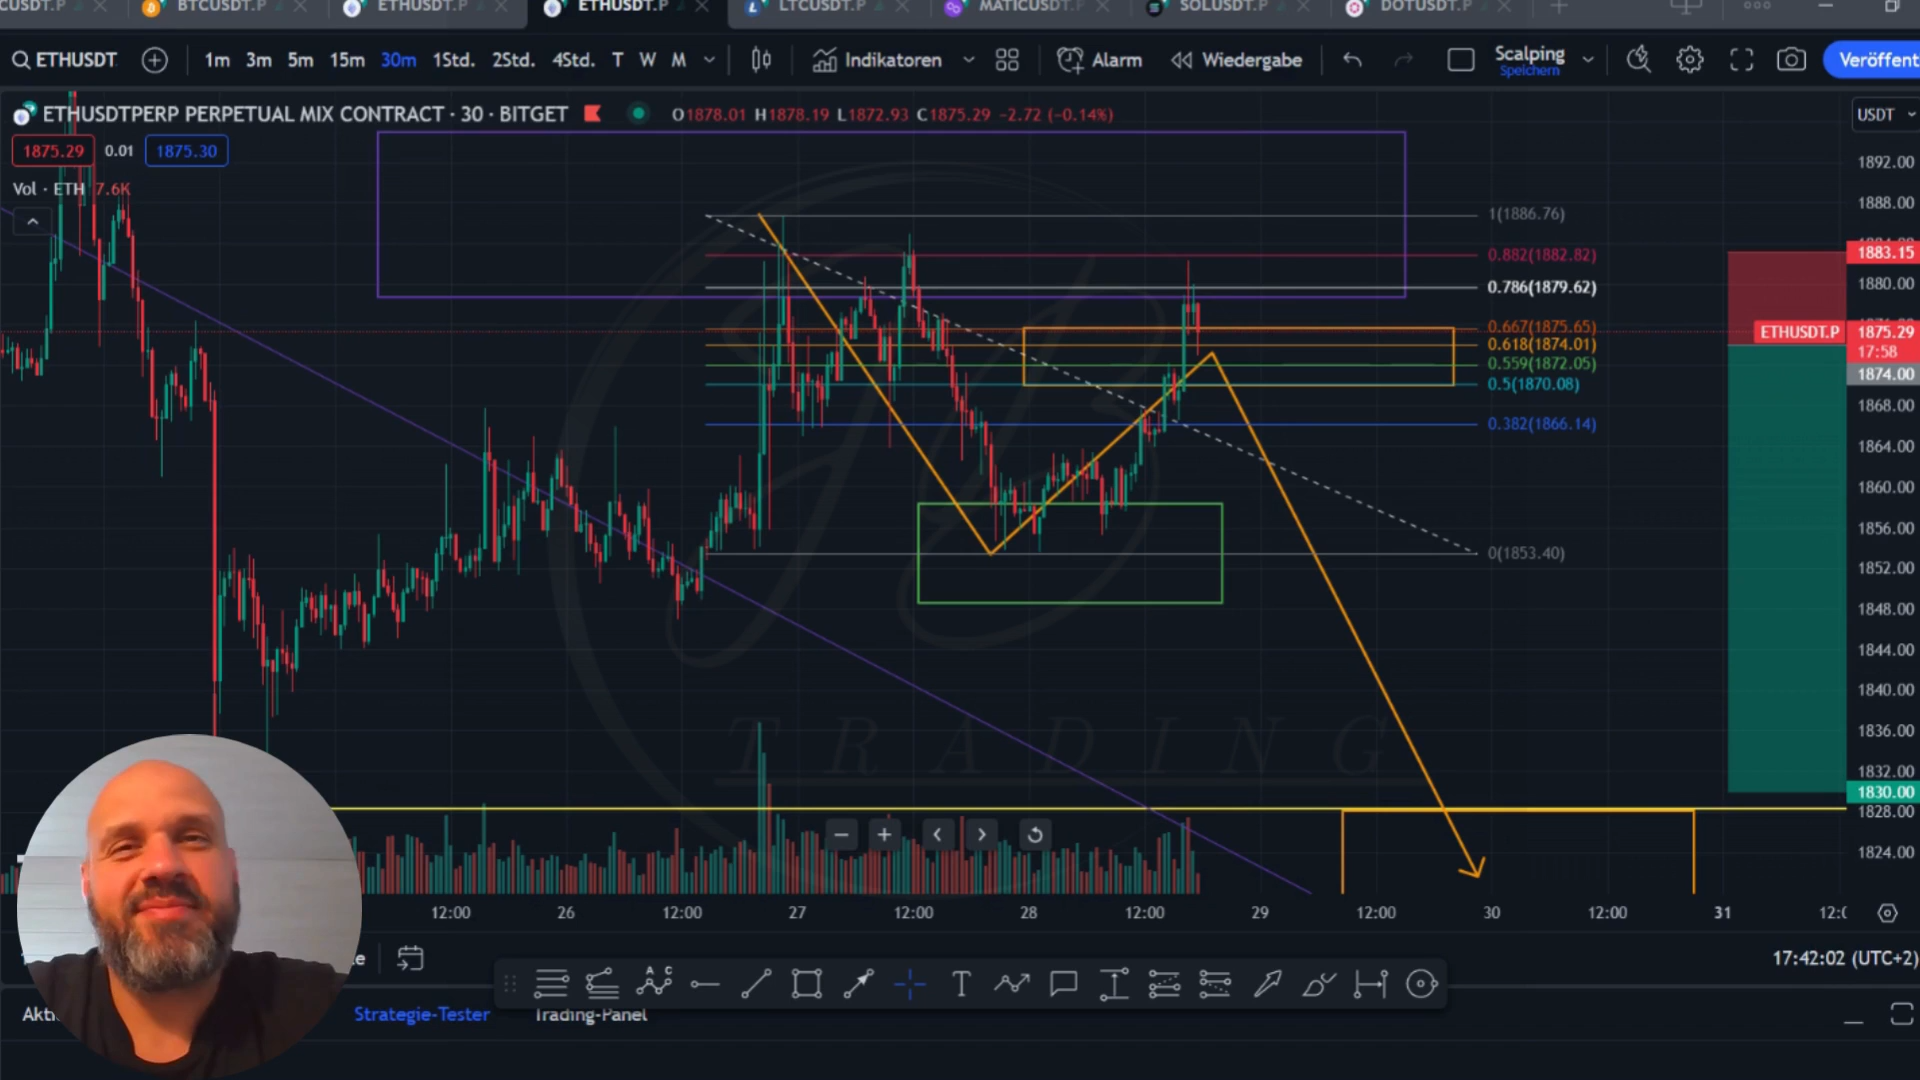 CUSDT.P BTCUSDT.P ETHUSDT.P ETHUSDT.P LTCUSDT.P MATICUSDT.P SOLUSDT.P DOTUSDT.P
ETHUSDT 1m 3m 5m 15m 30m 1Std. 2Std. 4Std. T W M Indikatoren Alarm Wiedergabe Scalping Veröffent
Speichern
ETHUSDTPERP PERPETUAL MIX CONTRACT · 30 · BITGET O1878.01 H1878.19 L1872.93 C1875.29 -2.72 (-0.14%)
USDT
1875.29 0.01 1875.30
Vol · ETH 7.6K
1892.00
1888.00
1883.15
1880.00
ETHUSDT.P 1875.29
17:58
1874.00
1868.00
1864.00
1860.00
1856.00
1852.00
1848.00
1844.00
1840.00
1836.00
1832.00
1830.00
1828.00
1824.00
1(1886.76)
0.882(1882.82)
0.786(1879.62)
0.667(1875.65)
0.618(1874.01)
0.559(1872.05)
0.5(1870.08)
0.382(1866.14)
0(1853.40)
TRADING
12:00 26 12:00 27 12:00 28 12:00 29 12:00 30 12:00 31 12:0
17:42:02 (UTC+2)
Strategie-Tester Trading-Panel